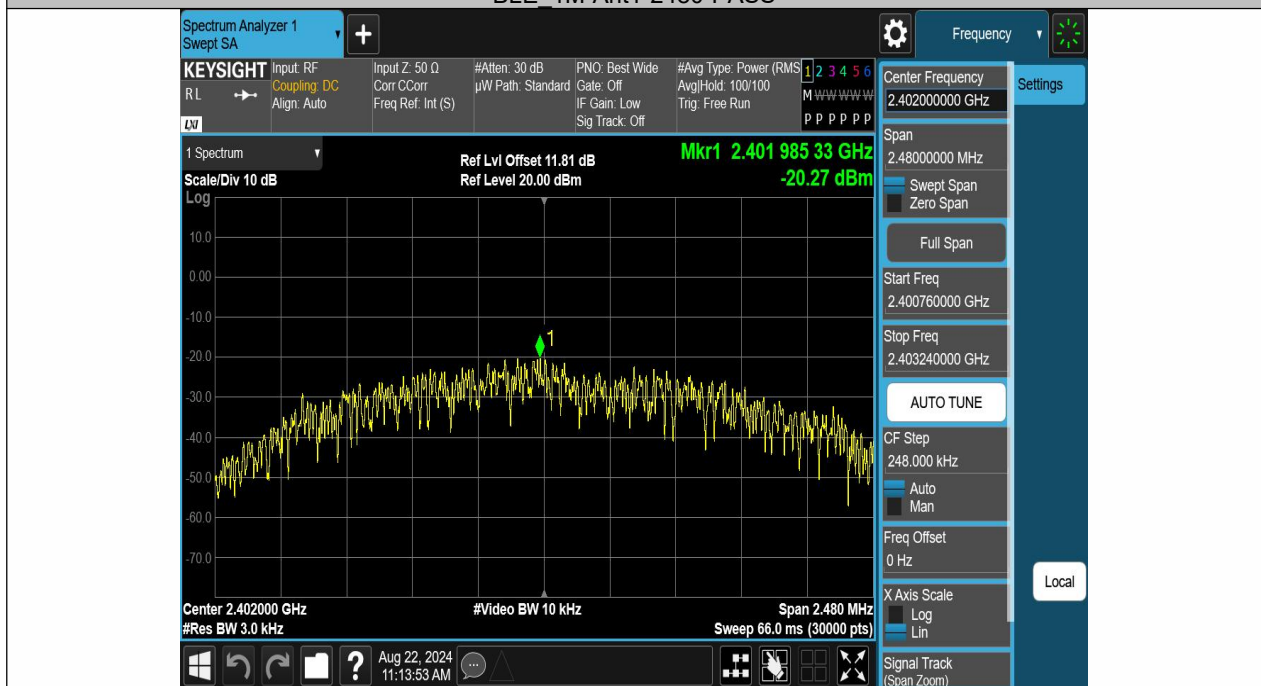 Spectrum Analyzer 1
Swept SA
Frequency
KEYSIGHT
R L
LXI
Input: RF
Coupling: DC
Align: Auto
Input Z: 50 Ω
Corr CCorr
Freq Ref: Int (S)
#Atten: 30 dB
µW Path: Standard
PNO: Best Wide
Gate: Off
IF Gain: Low
Sig Track: Off
#Avg Type: Power (RMS
Avg|Hold: 100/100
Trig: Free Run
1 2 3 4 5 6
M W W W W W
P P P P P P
1 Spectrum
Scale/Div 10 dB
Log
Ref Lvl Offset 11.81 dB
Ref Level 20.00 dBm
Mkr1 2.401 985 33 GHz
-20.27 dBm
10.0
0.00
-10.0
-20.0
-30.0
-40.0
-50.0
-60.0
-70.0
1
Center 2.402000 GHz
#Res BW 3.0 kHz
#Video BW 10 kHz
Span 2.480 MHz
Sweep 66.0 ms (30000 pts)
Aug 22, 2024
11:13:53 AM
Center Frequency
2.402000000 GHz
Settings
Span
2.48000000 MHz
Swept Span
Zero Span
Full Span
Start Freq
2.400760000 GHz
Stop Freq
2.403240000 GHz
AUTO TUNE
CF Step
248.000 kHz
Auto
Man
Freq Offset
0 Hz
Local
X Axis Scale
Log
Lin
Signal Track
(Span Zoom)